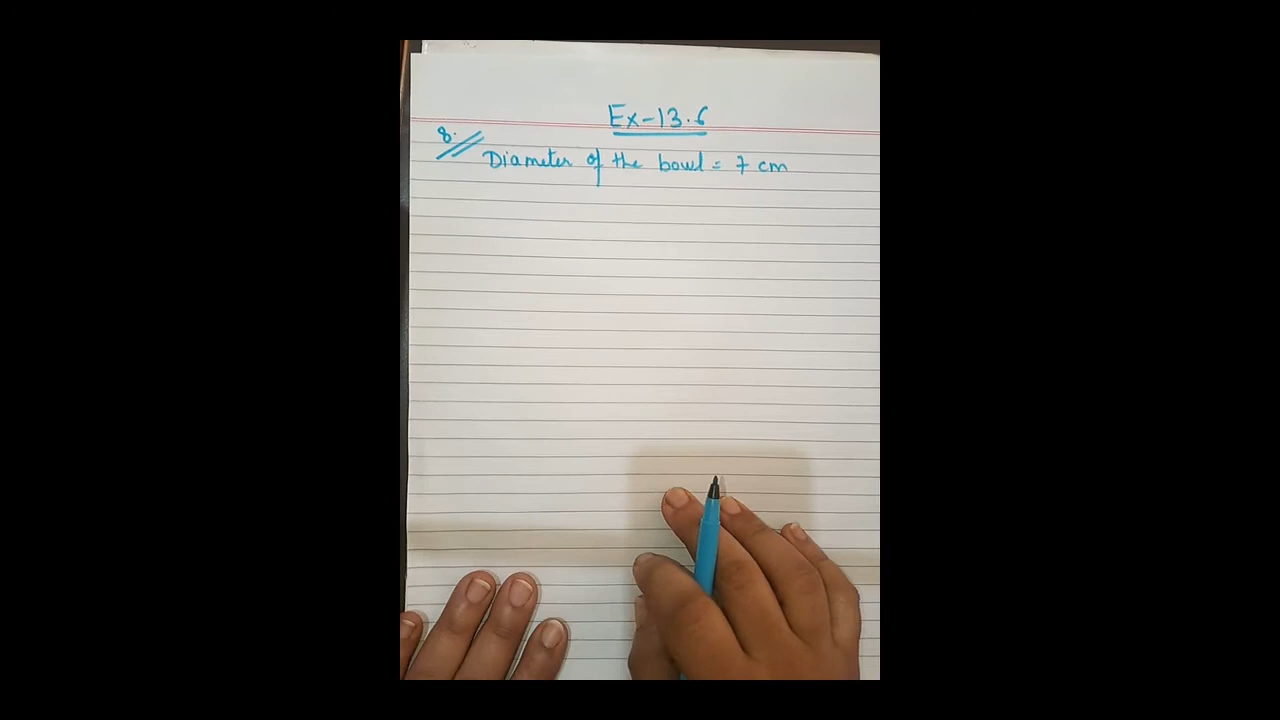 Ex-13.6
8.
Diameter of the bowl = 7 cm